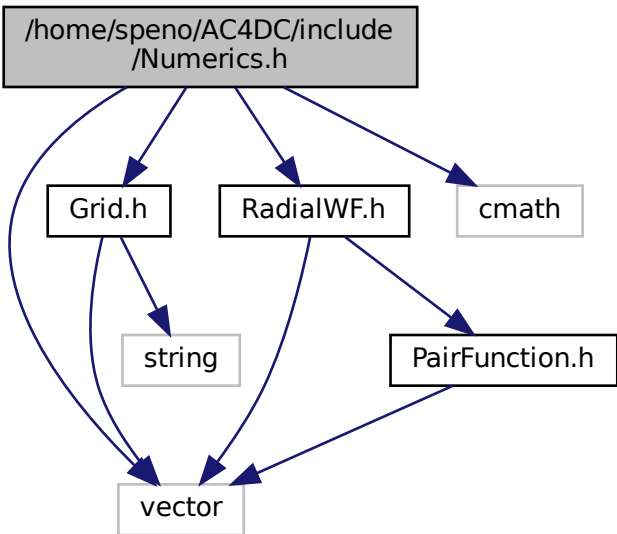 /home/speno/AC4DC/include
/Numerics.h
Grid.h
RadialWF.h
cmath
string
PairFunction.h
vector